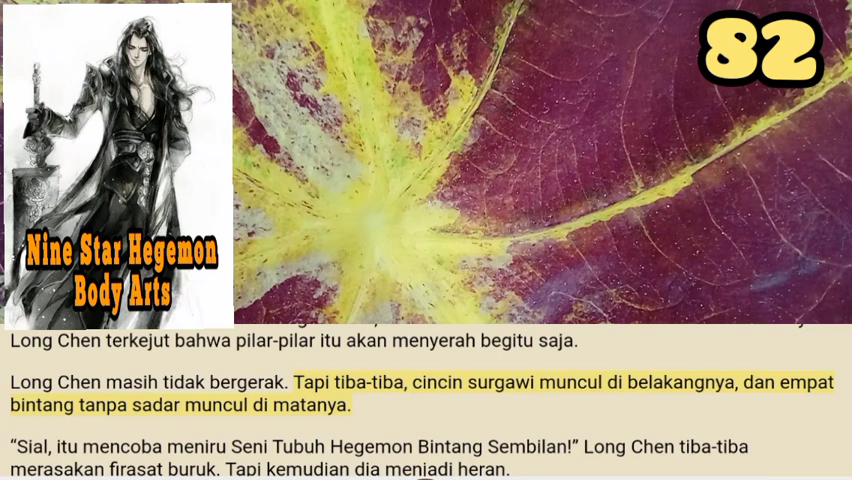 82
Nine Star Hegemon
Body Arts
Long Chen terkejut bahwa pilar-pilar itu akan menyerah begitu saja.
Long Chen masih tidak bergerak. Tapi tiba-tiba, cincin surgawi muncul di belakangnya, dan empat
bintang tanpa sadar muncul di matanya.
“Sial, itu mencoba meniru Seni Tubuh Hegemon Bintang Sembilan!” Long Chen tiba-tiba
merasakan firasat buruk. Tapi kemudian dia menjadi heran.